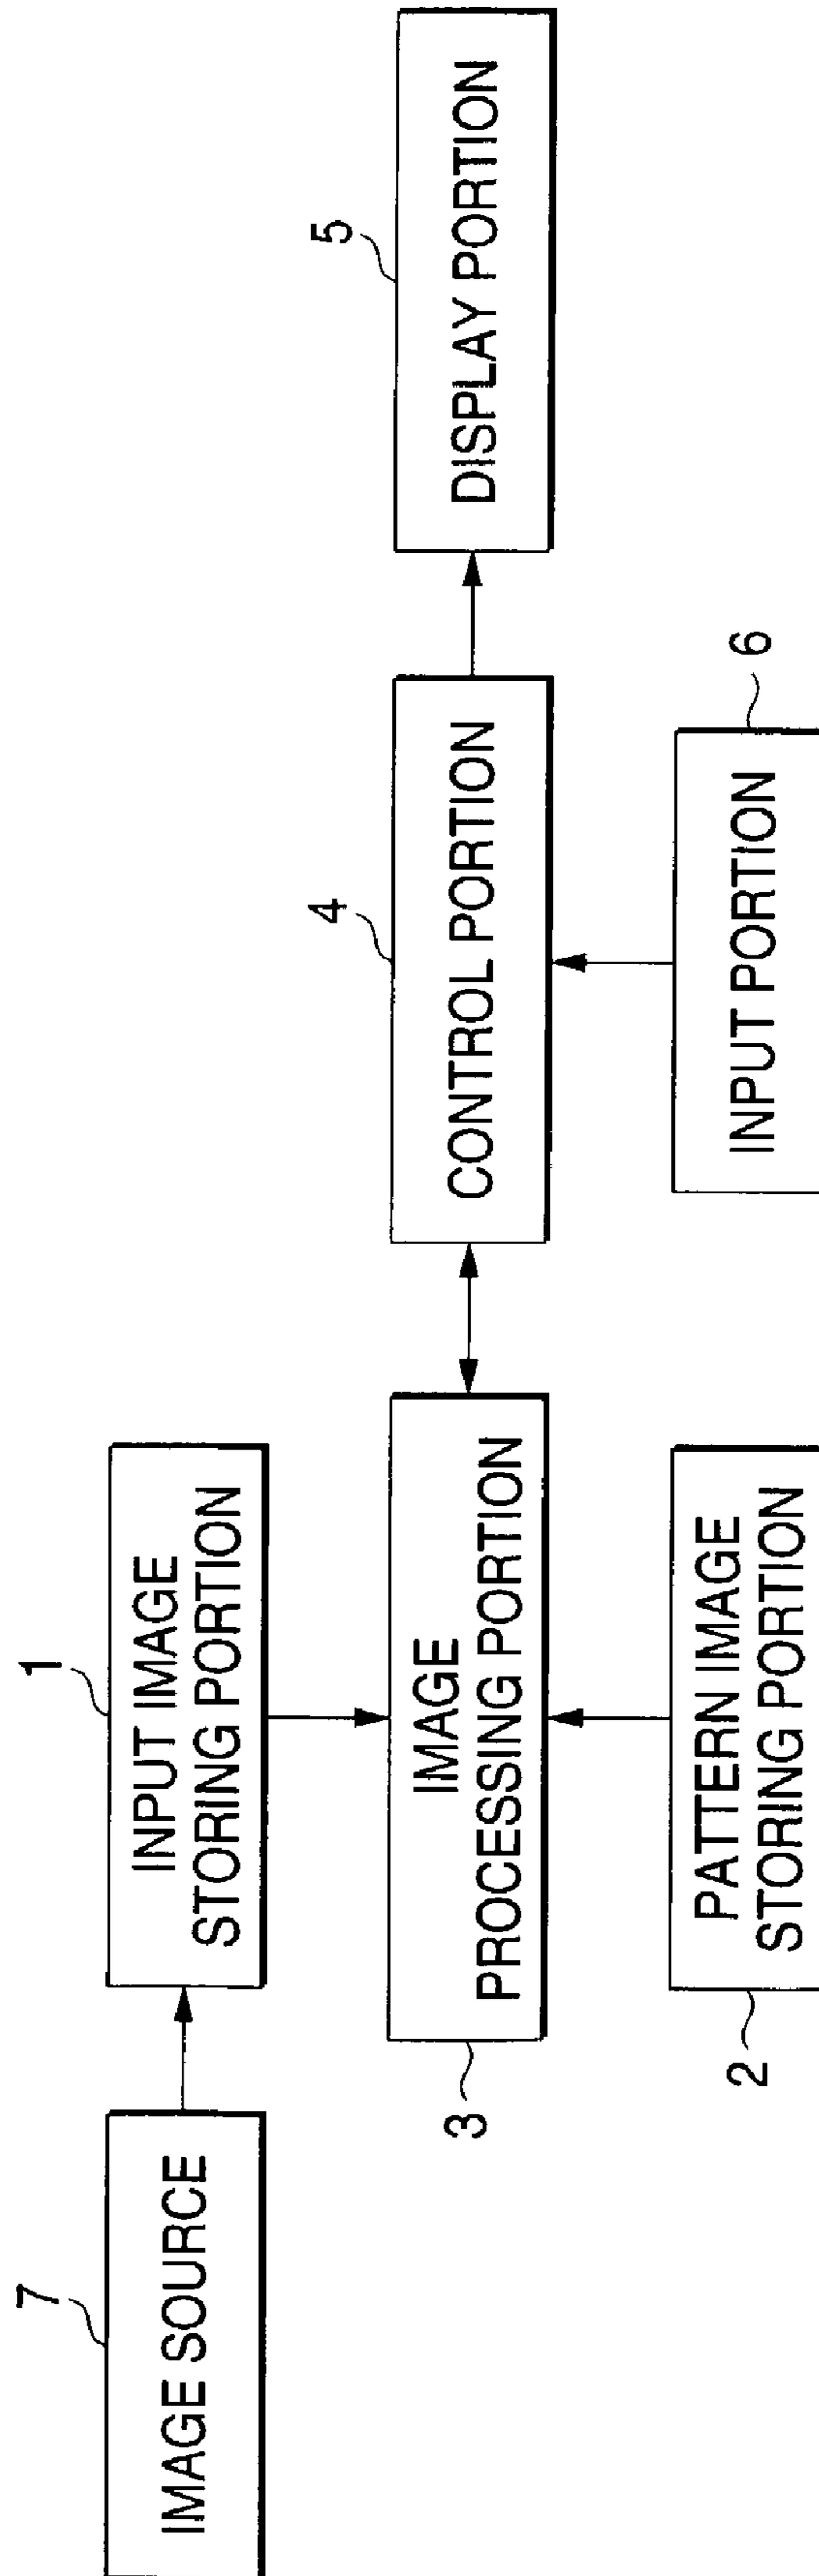 7
IMAGE SOURCE
1
INPUT IMAGE
STORING PORTION
3
IMAGE
PROCESSING PORTION
2
PATTERN IMAGE
STORING PORTION
4
CONTROL PORTION
6
INPUT PORTION
5
DISPLAY PORTION